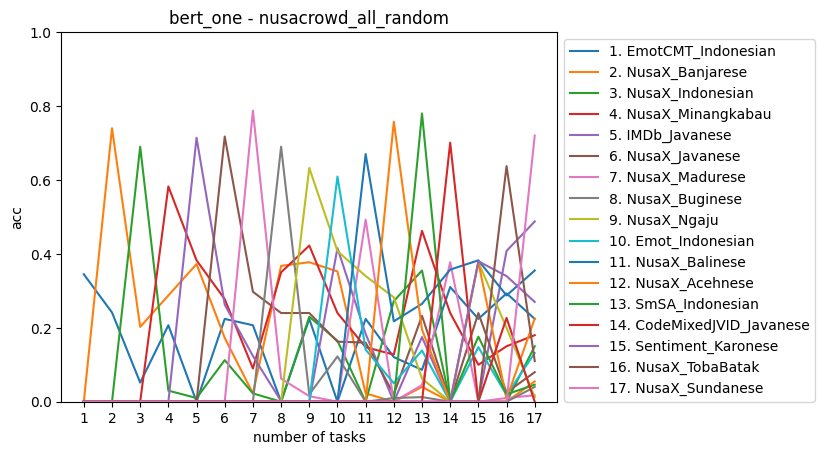 bert_one - nusacrowd_all_random
1.0
0.8
0.6
0.4
0.2
0.0
acc
1 2 3 4 5 6 7 8 9 10 11 12 13 14 15 16 17
number of tasks
1. EmotCMT_Indonesian
2. NusaX_Banjarese
3. NusaX_Indonesian
4. NusaX_Minangkabau
5. IMDb_Javanese
6. NusaX_Javanese
7. NusaX_Madurese
8. NusaX_Buginese
9. NusaX_Ngaju
10. Emot_Indonesian
11. NusaX_Balinese
12. NusaX_Acehnese
13. SmSA_Indonesian
14. CodeMixedJVID_Javanese
15. Sentiment_Karonese
16. NusaX_TobaBatak
17. NusaX_Sundanese